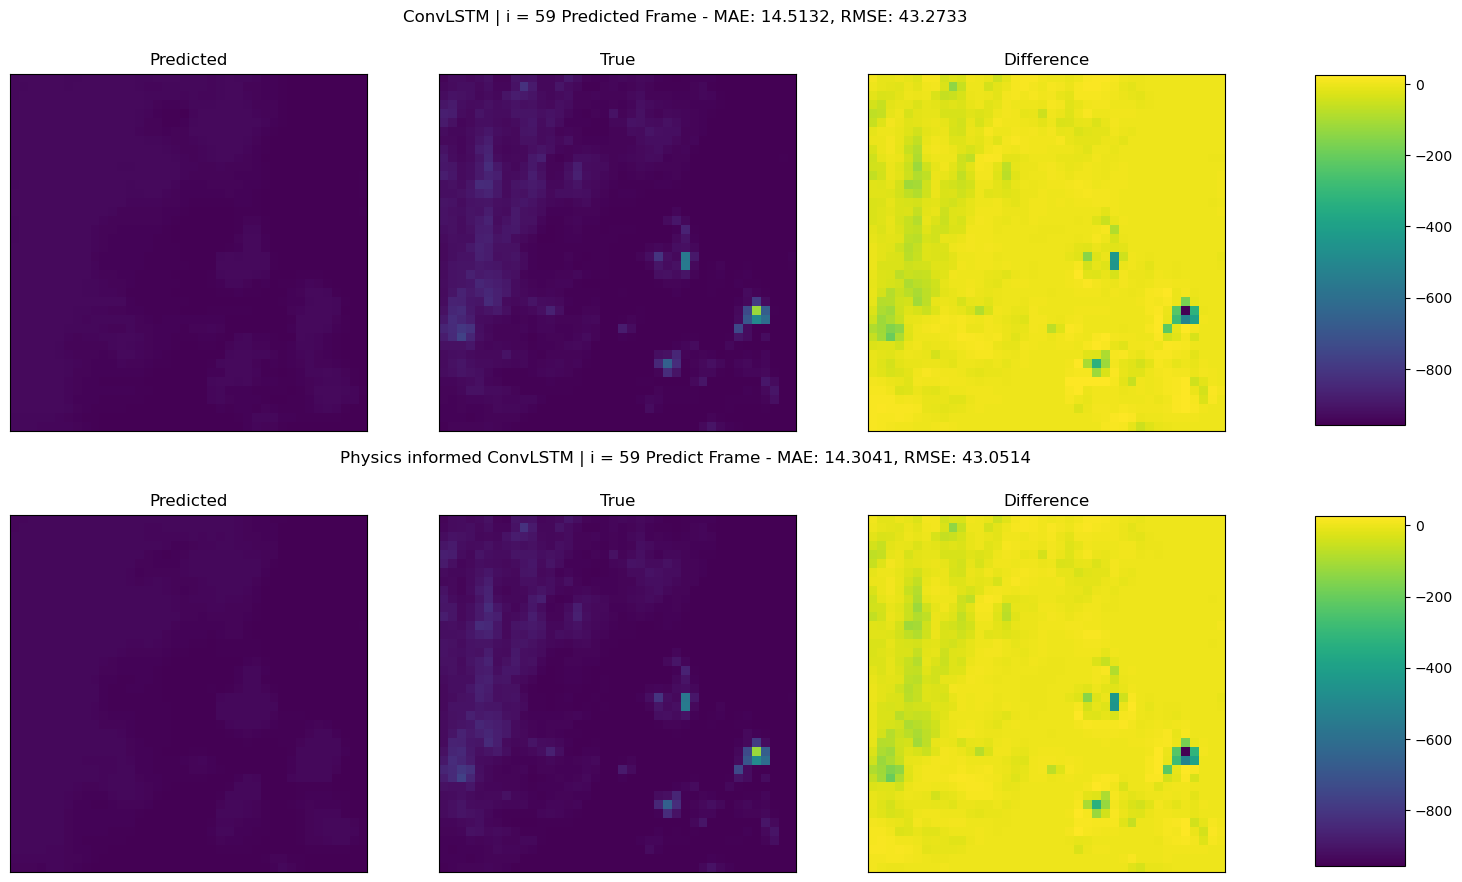 ConvLSTM | i = 59 Predicted Frame - MAE: 14.5132, RMSE: 43.2733
Predicted
True
Difference
0
−200
−400
−600
−800
Physics informed ConvLSTM | i = 59 Predict Frame - MAE: 14.3041, RMSE: 43.0514
Predicted
True
Difference
0
−200
−400
−600
−800